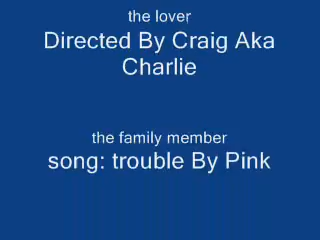 the lover
Directed By Craig Aka
Charlie
the family member
song: trouble By Pink